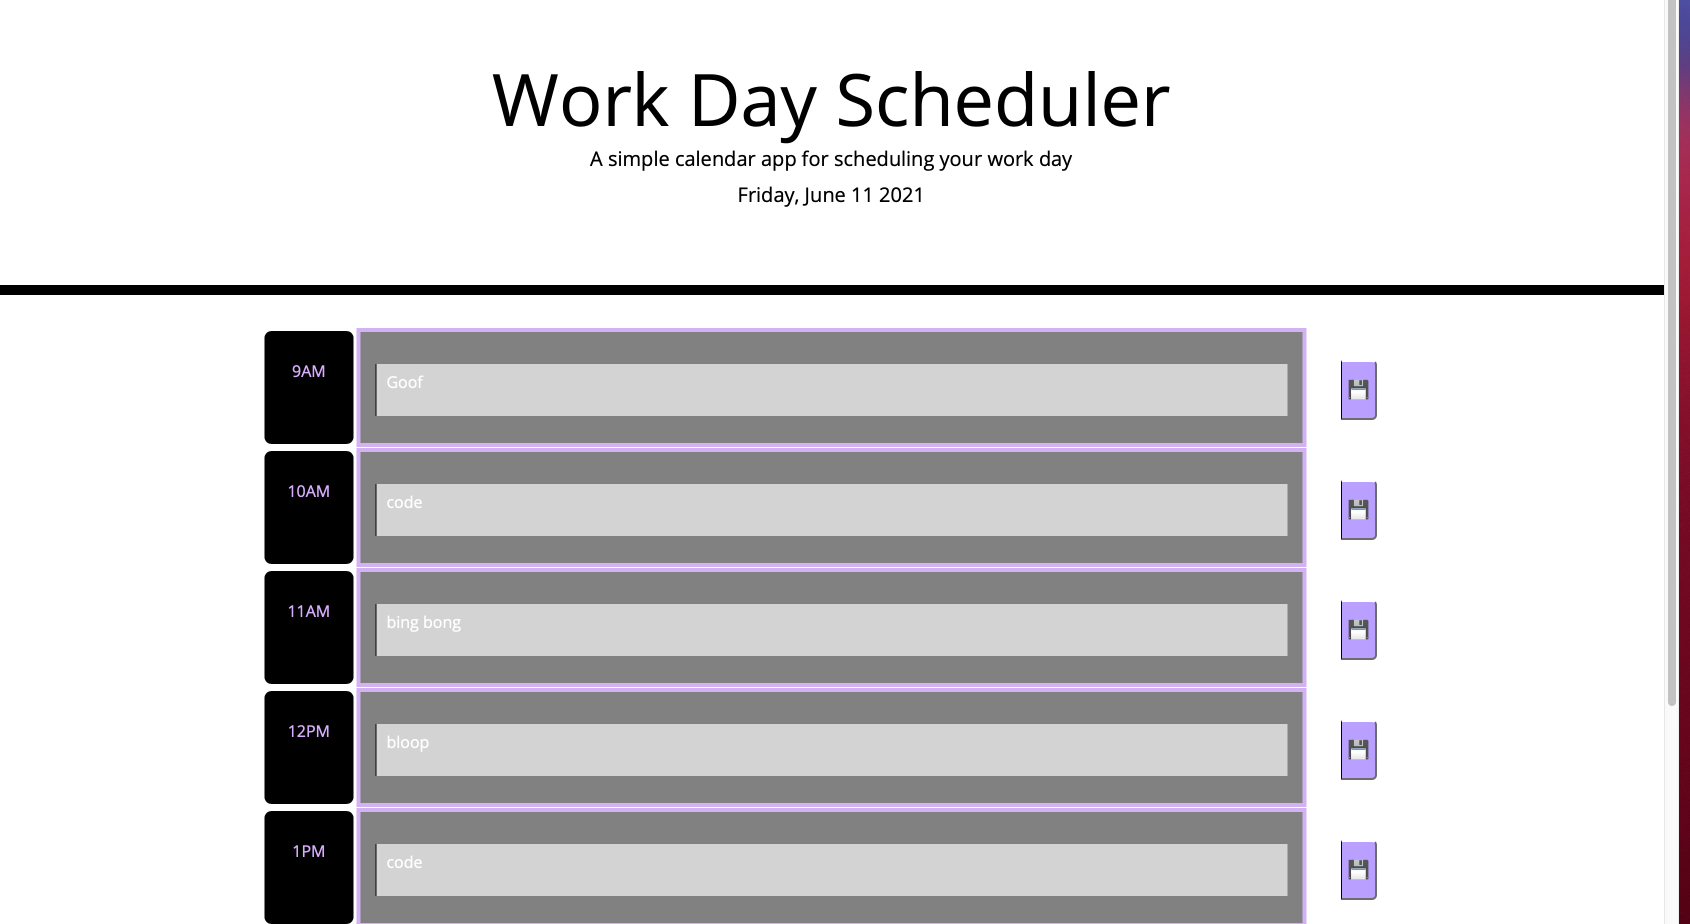 Work Day Scheduler
A simple calendar app for scheduling your work day
Friday, June 11 2021
9AM
Goof
10AM
code
11AM
bing bong
12PM
bloop
1PM
code